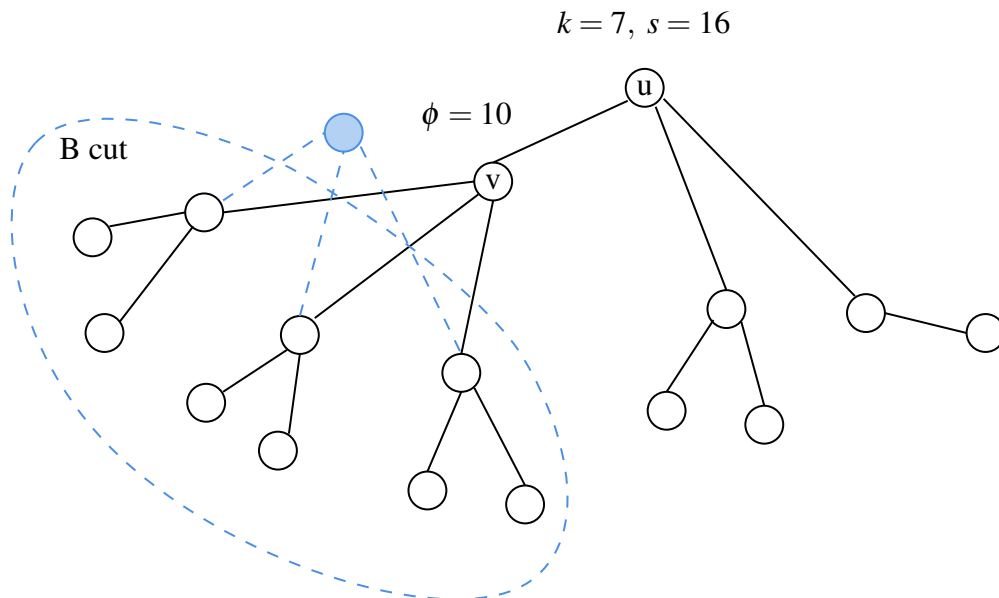 k = 7, s = 16
u
ϕ = 10
B cut
v